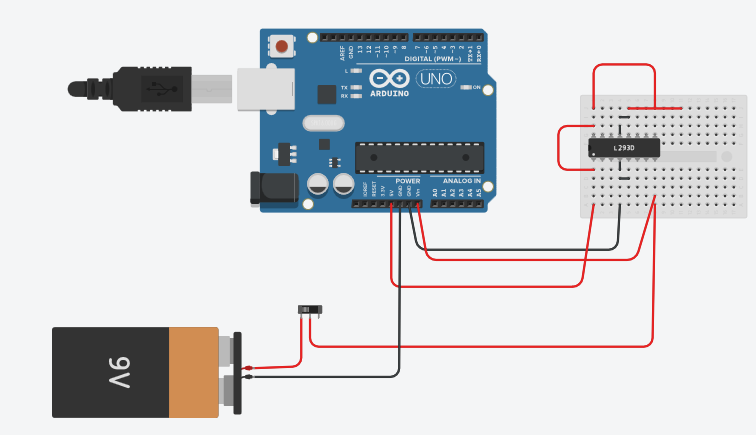 AREF
GND
13
12
~11
~10
~9
8
7
~6
~5
4
~3
2
TX→1
RX←0
DIGITAL (PWM~)
L
TX
RX
ARDUINO
UNO
ON
L293D
POWER
ANALOG IN
IOREF
RESET
3.3V
5V
GND
GND
Vin
A0
A1
A2
A3
A4
A5
9V